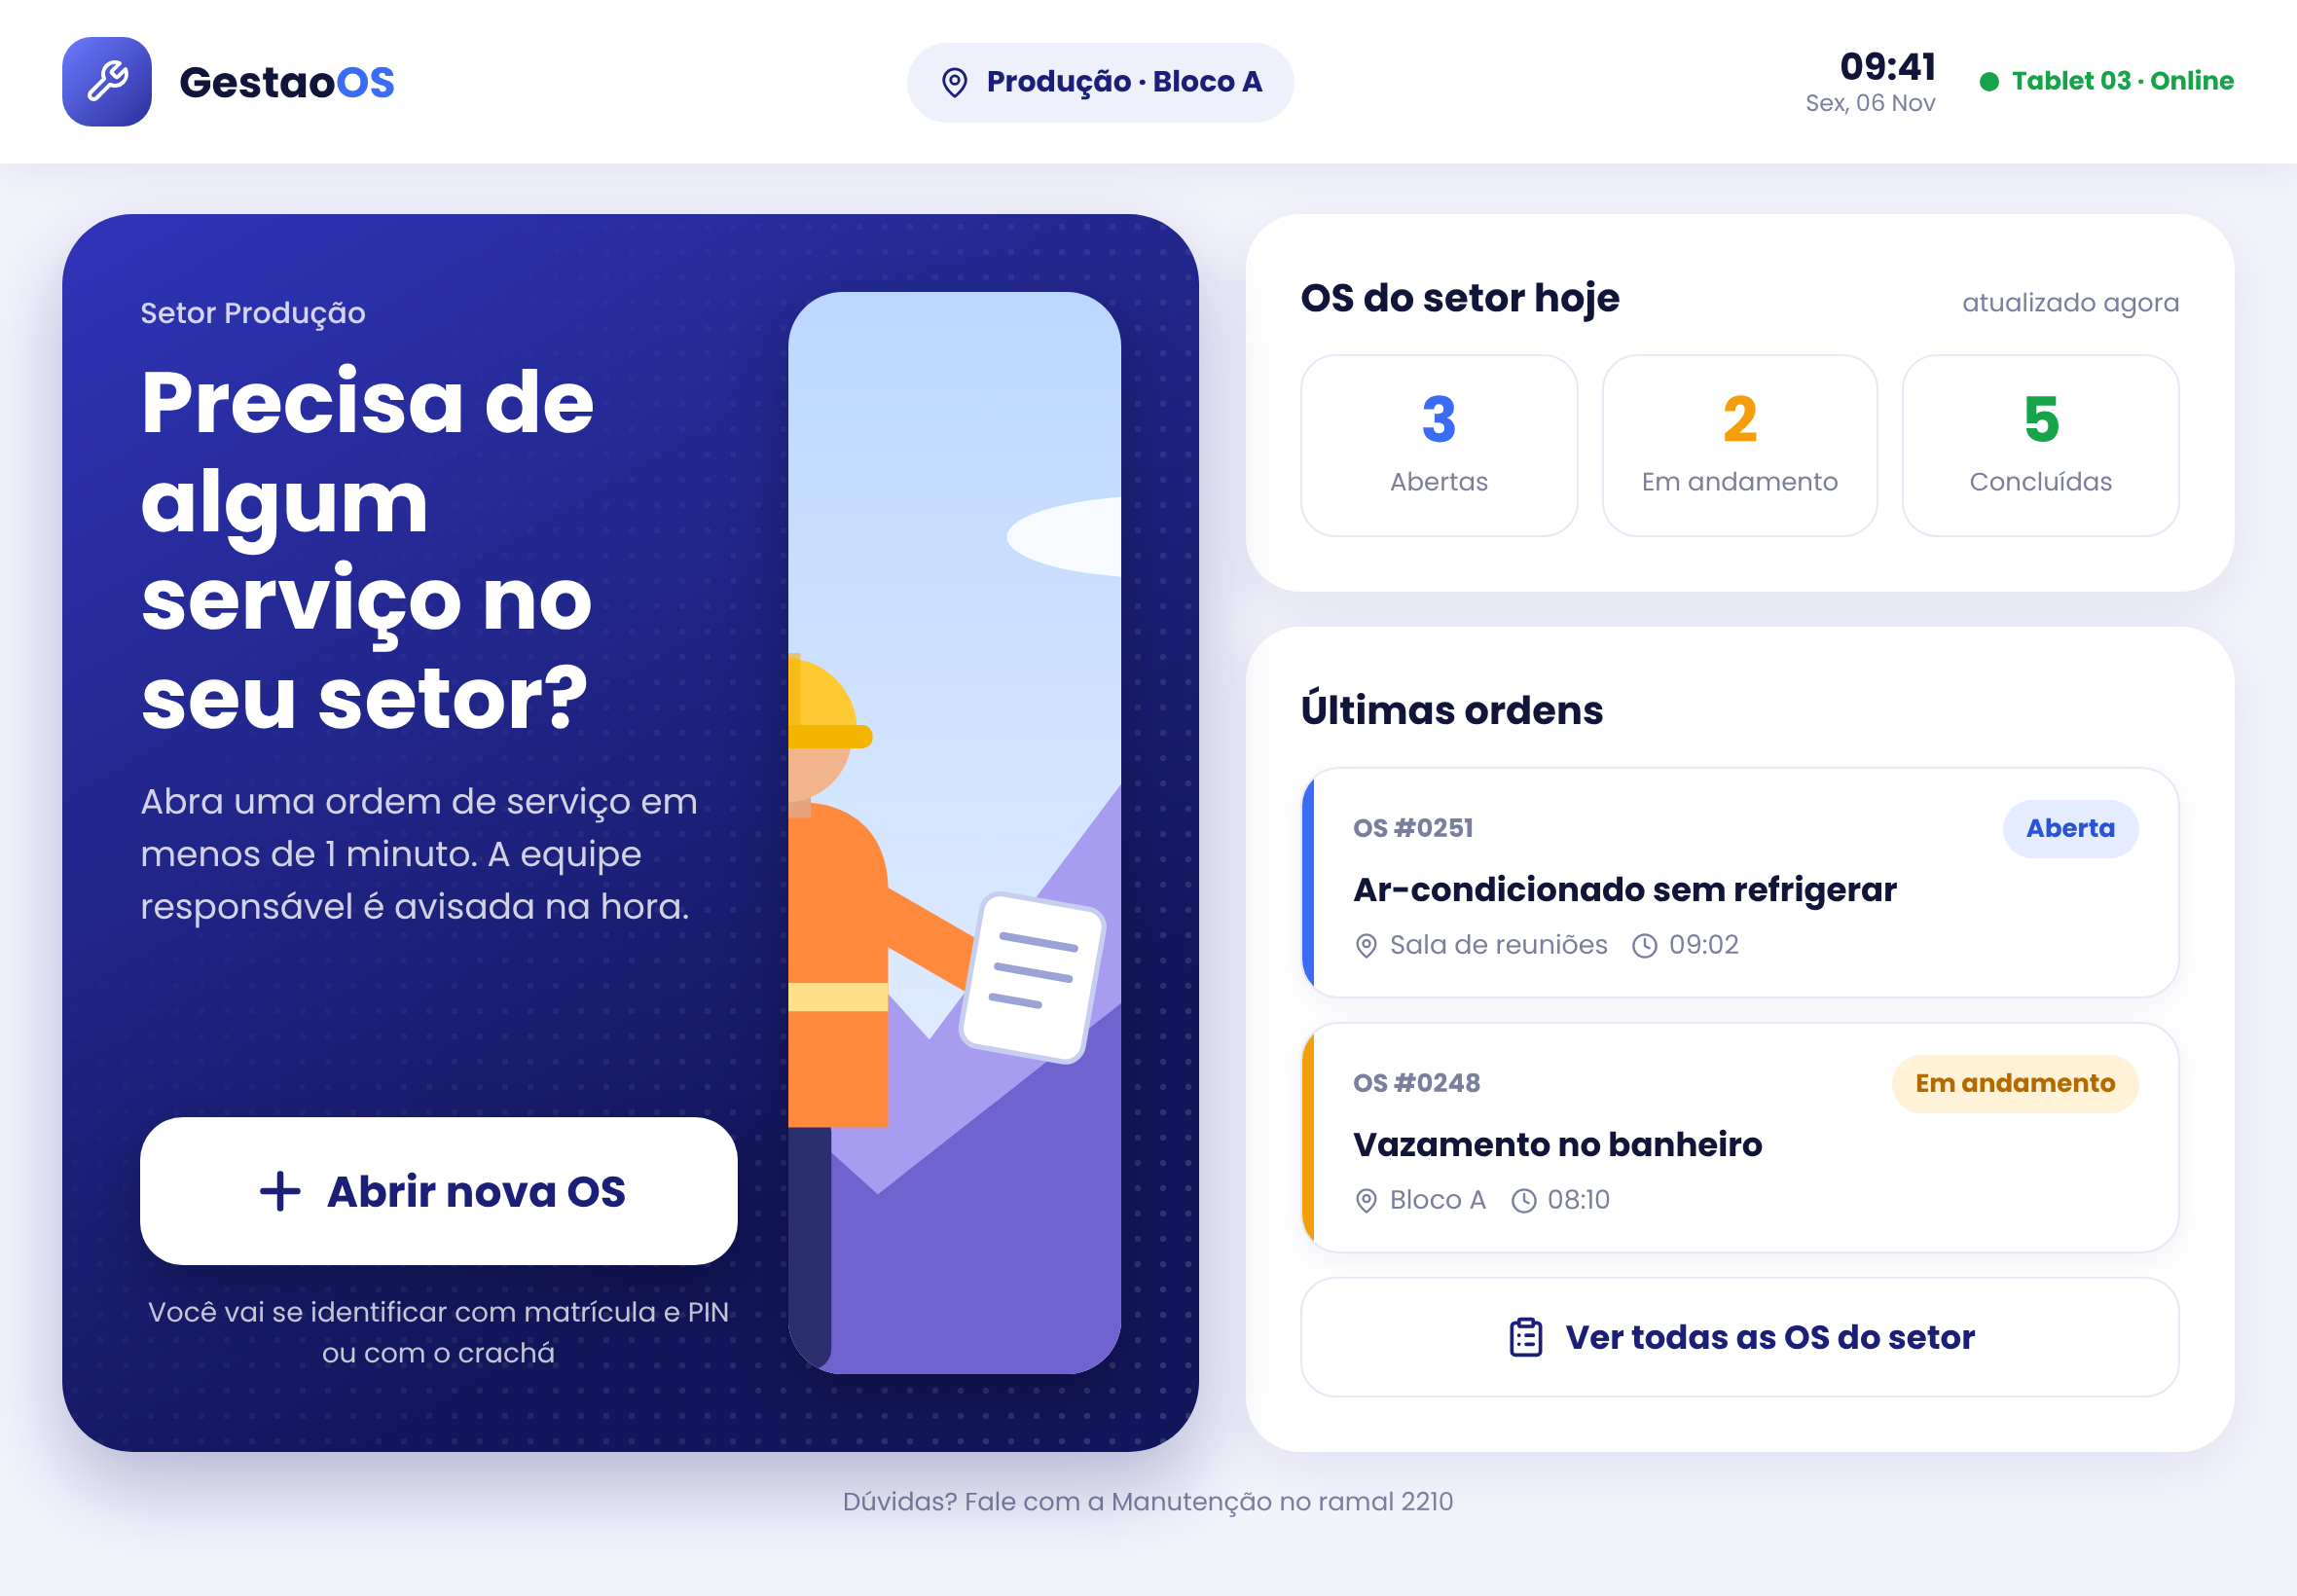 GestaoOS
Produção · Bloco A
09:41
Sex, 06 Nov
Tablet 03 · Online
Setor Produção
Precisa de
algum
serviço no
seu setor?
Abra uma ordem de serviço em
menos de 1 minuto. A equipe
responsável é avisada na hora.
Abrir nova OS
Você vai se identificar com matrícula e PIN
ou com o crachá
OS do setor hoje
atualizado agora
3
Abertas
2
Em andamento
5
Concluídas
Últimas ordens
OS #0251
Aberta
Ar-condicionado sem refrigerar
Sala de reuniões
09:02
OS #0248
Em andamento
Vazamento no banheiro
Bloco A
08:10
Ver todas as OS do setor
Dúvidas? Fale com a Manutenção no ramal 2210